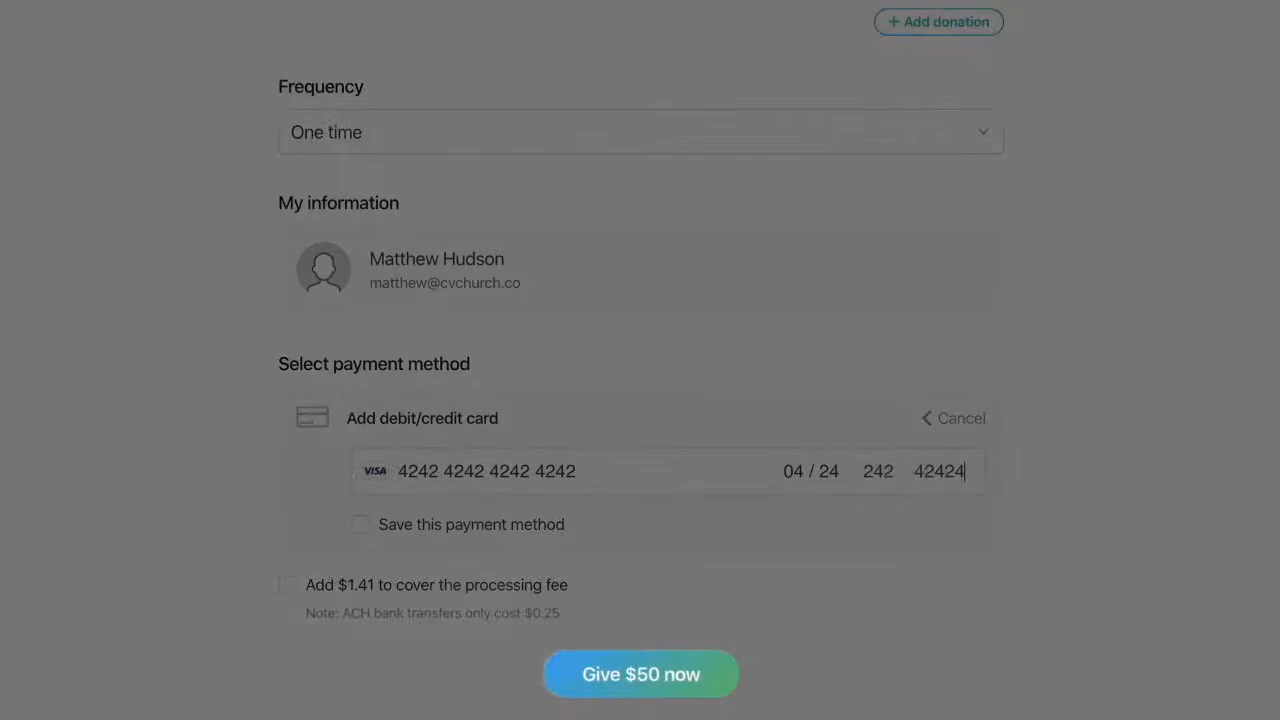 + Add donation
Frequency
One time
My information
Matthew Hudson
matthew@cvchurch.co
Select payment method
Add debit/credit card
Cancel
VISA 4242 4242 4242 4242 04 / 24 242 42424
Save this payment method
Add $1.41 to cover the processing fee
Note: ACH bank transfers only cost $0.25
Give $50 now